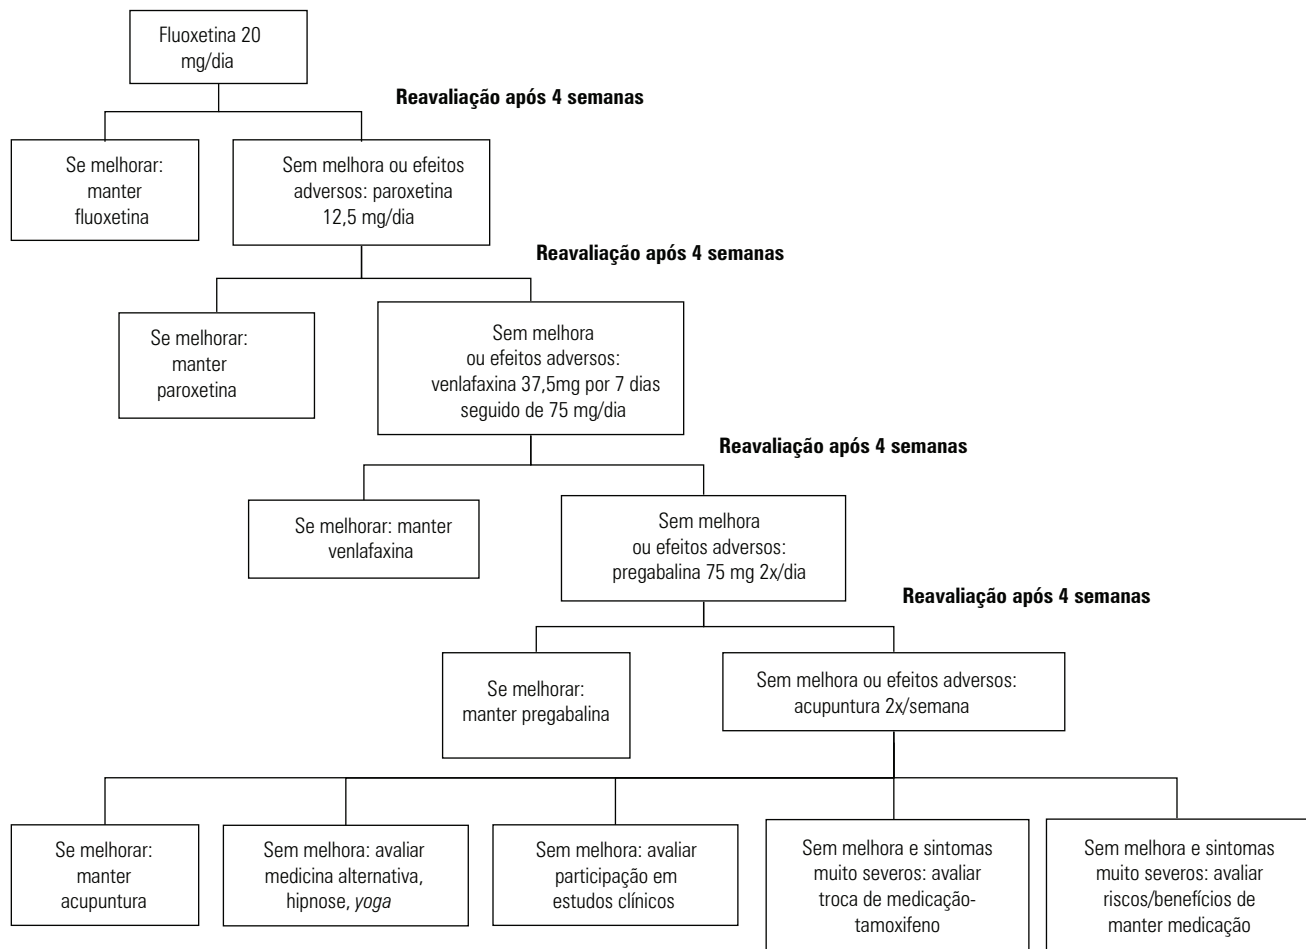 Fluoxetina 20
mg/dia
Reavaliação após 4 semanas
Se melhorar:
manter
fluoxetina
Sem melhora ou efeitos
adversos: paroxetina
12,5 mg/dia
Reavaliação após 4 semanas
Se melhorar:
manter
paroxetina
Sem melhora
ou efeitos adversos:
venlafaxina 37,5mg por 7 dias
seguido de 75 mg/dia
Reavaliação após 4 semanas
Se melhorar: manter
venlafaxina
Sem melhora
ou efeitos adversos:
pregabalina 75 mg 2x/dia
Reavaliação após 4 semanas
Se melhorar:
manter pregabalina
Sem melhora ou efeitos adversos:
acupuntura 2x/semana
Se melhorar:
manter
acupuntura
Sem melhora: avaliar
medicina alternativa,
hipnose, yoga
Sem melhora: avaliar
participação em
estudos clínicos
Sem melhora e sintomas
muito severos: avaliar
troca de medicação-
tamoxifeno
Sem melhora e sintomas
muito severos: avaliar
riscos/benefícios de
manter medicação